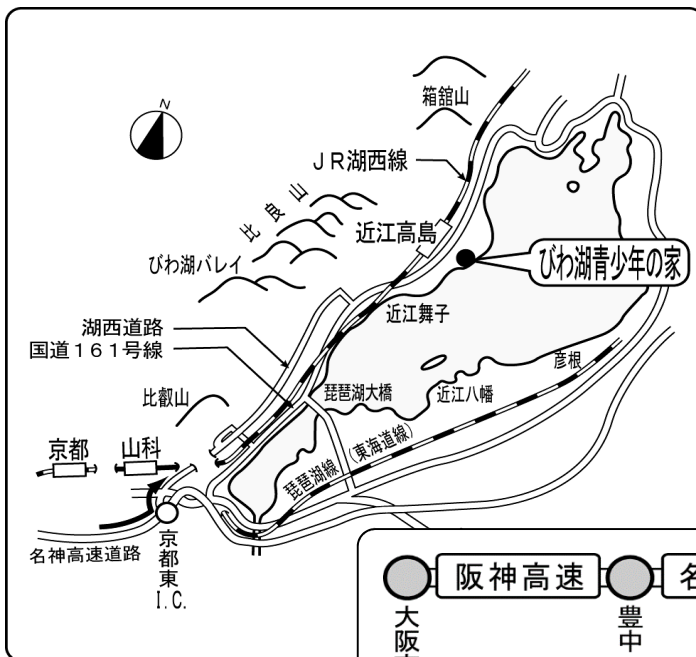 N
箱舘山
JR湖西線
比良山
近江高島
びわ湖バレイ
びわ湖青少年の家
近江舞子
湖西道路
国道161号線
彦根
比叡山
琵琶湖大橋
近江八幡
京都
山科
琵琶湖線
(東海道線)
名神高速道路
京都東
I.C.
阪神高速
大阪
豊中